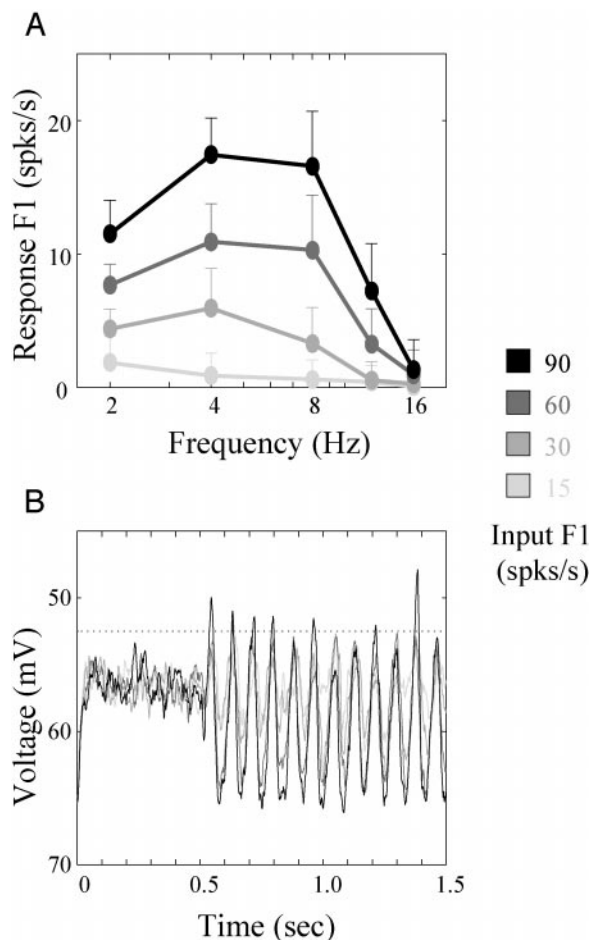 A
20
10
0
Response F1 (spks/s)
2 4 8 16
Frequency (Hz)
90
60
30
15
Input F1
(spks/s)
B
50
60
70
Voltage (mV)
0 0.5 1.0 1.5
Time (sec)